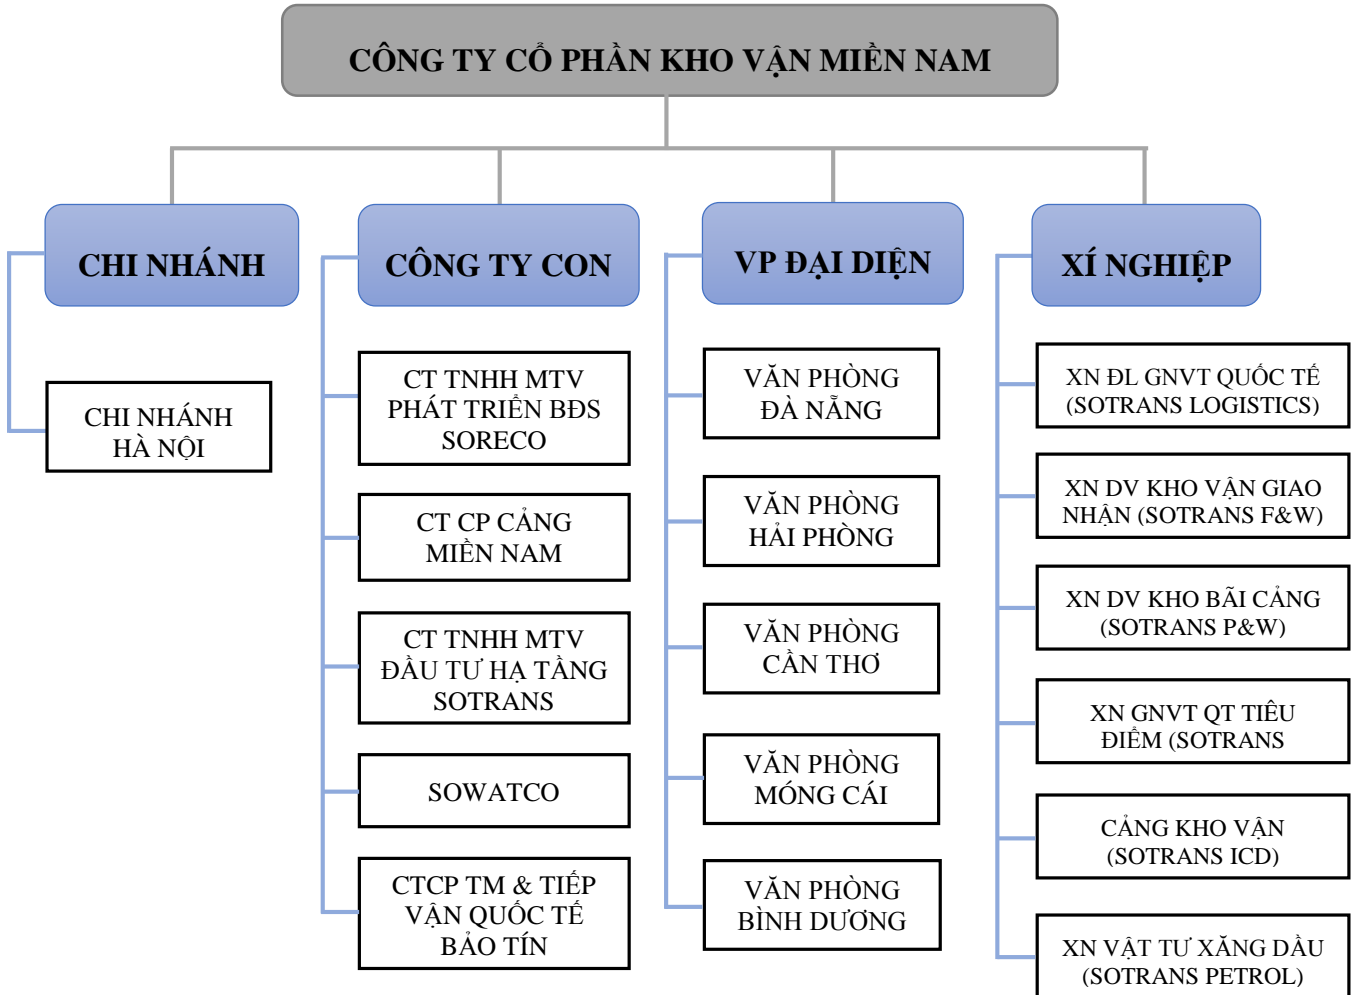 CÔNG TY CỔ PHẦN KHO VẬN MIỀN NAM
CHI NHÁNH
CHI NHÁNH
HÀ NỘI
CÔNG TY CON
CT TNHH MTV
PHÁT TRIỂN BĐS
SORECO
CT CP CẢNG
MIỀN NAM
CT TNHH MTV
ĐẦU TƯ HẠ TẦNG
SOTRANS
SOWATCO
CTCP TM & TIẾP
VẬN QUỐC TẾ
BẢO TÍN
VP ĐẠI DIỆN
VĂN PHÒNG
ĐÀ NẴNG
VĂN PHÒNG
HẢI PHÒNG
VĂN PHÒNG
CẦN THƠ
VĂN PHÒNG
MÓNG CÁI
VĂN PHÒNG
BÌNH DƯƠNG
XÍ NGHIỆP
XN ĐL GNVT QUỐC TẾ
(SOTRANS LOGISTICS)
XN DV KHO VẬN GIAO
NHẬN (SOTRANS F&W)
XN DV KHO BÃI CẢNG
(SOTRANS P&W)
XN GNVT QT TIÊU
ĐIỂM (SOTRANS
CẢNG KHO VẬN
(SOTRANS ICD)
XN VẬT TƯ XĂNG DẦU
(SOTRANS PETROL)